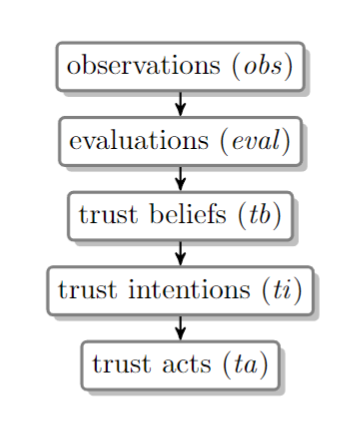 observations (obs)
evaluations (eval)
trust beliefs (tb)
trust intentions (ti)
trust acts (ta)